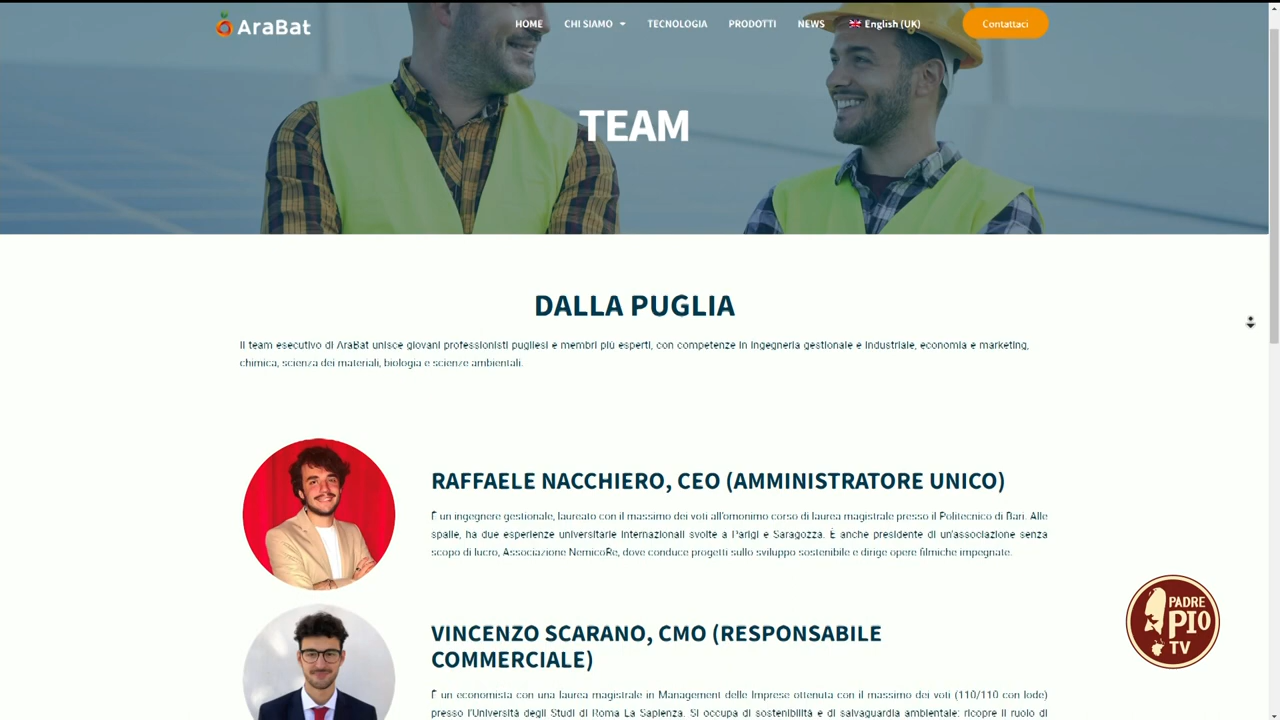 AraBat
HOME
CHI SIAMO
TECNOLOGIA
PRODOTTI
NEWS
English (UK)
Contattaci
TEAM
DALLA PUGLIA
Il team esecutivo di AraBat unisce giovani professionisti pugliesi e membri più esperti, con competenze in ingegneria gestionale e industriale, economia e marketing,
chimica, scienza dei materiali, biologia e scienze ambientali.
RAFFAELE NACCHIERO, CEO (AMMINISTRATORE UNICO)
È un ingegnere gestionale, laureato con il massimo dei voti all'omonimo corso di laurea magistrale presso il Politecnico di Bari. Alle
spalle, ha due esperienze universitarie internazionali svolte a Parigi e Saragozza. È anche presidente di un'associazione senza
scopo di lucro, Associazione NemicoRe, dove conduce progetti sullo sviluppo sostenibile e dirige opere filmiche impegnate.
VINCENZO SCARANO, CMO (RESPONSABILE
COMMERCIALE)
È un economista con una laurea magistrale in Management delle Imprese ottenuta con il massimo dei voti (110/110 con lode)
presso l'Università degli Studi di Roma La Sapienza. Si occupa di sostenibilità e di salvaguardia ambientale: ricopre il ruolo di
PADRE
PIO
TV